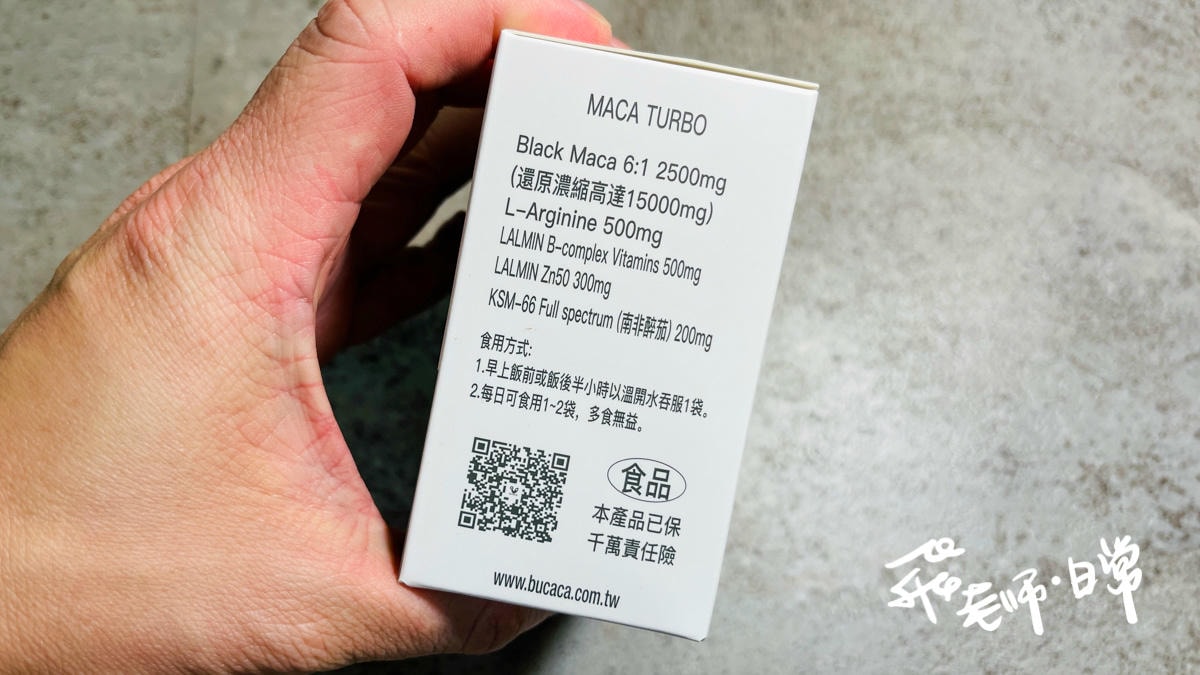 MACA TURBO
Black Maca 6:1 2500mg
(還原濃縮高達15000mg)
L-Arginine 500mg
LALMIN B-complex Vitamins 500mg
LALMIN Zn50 300mg
KSM-66 Full spectrum (南非醉茄) 200mg
食用方式:
1.早上飯前或飯後半小時以溫開水吞服1袋。
2.每日可食用1~2袋，多食無益。
食品
本產品已保
千萬責任險
www.bucaca.com.tw
飛老师·日常